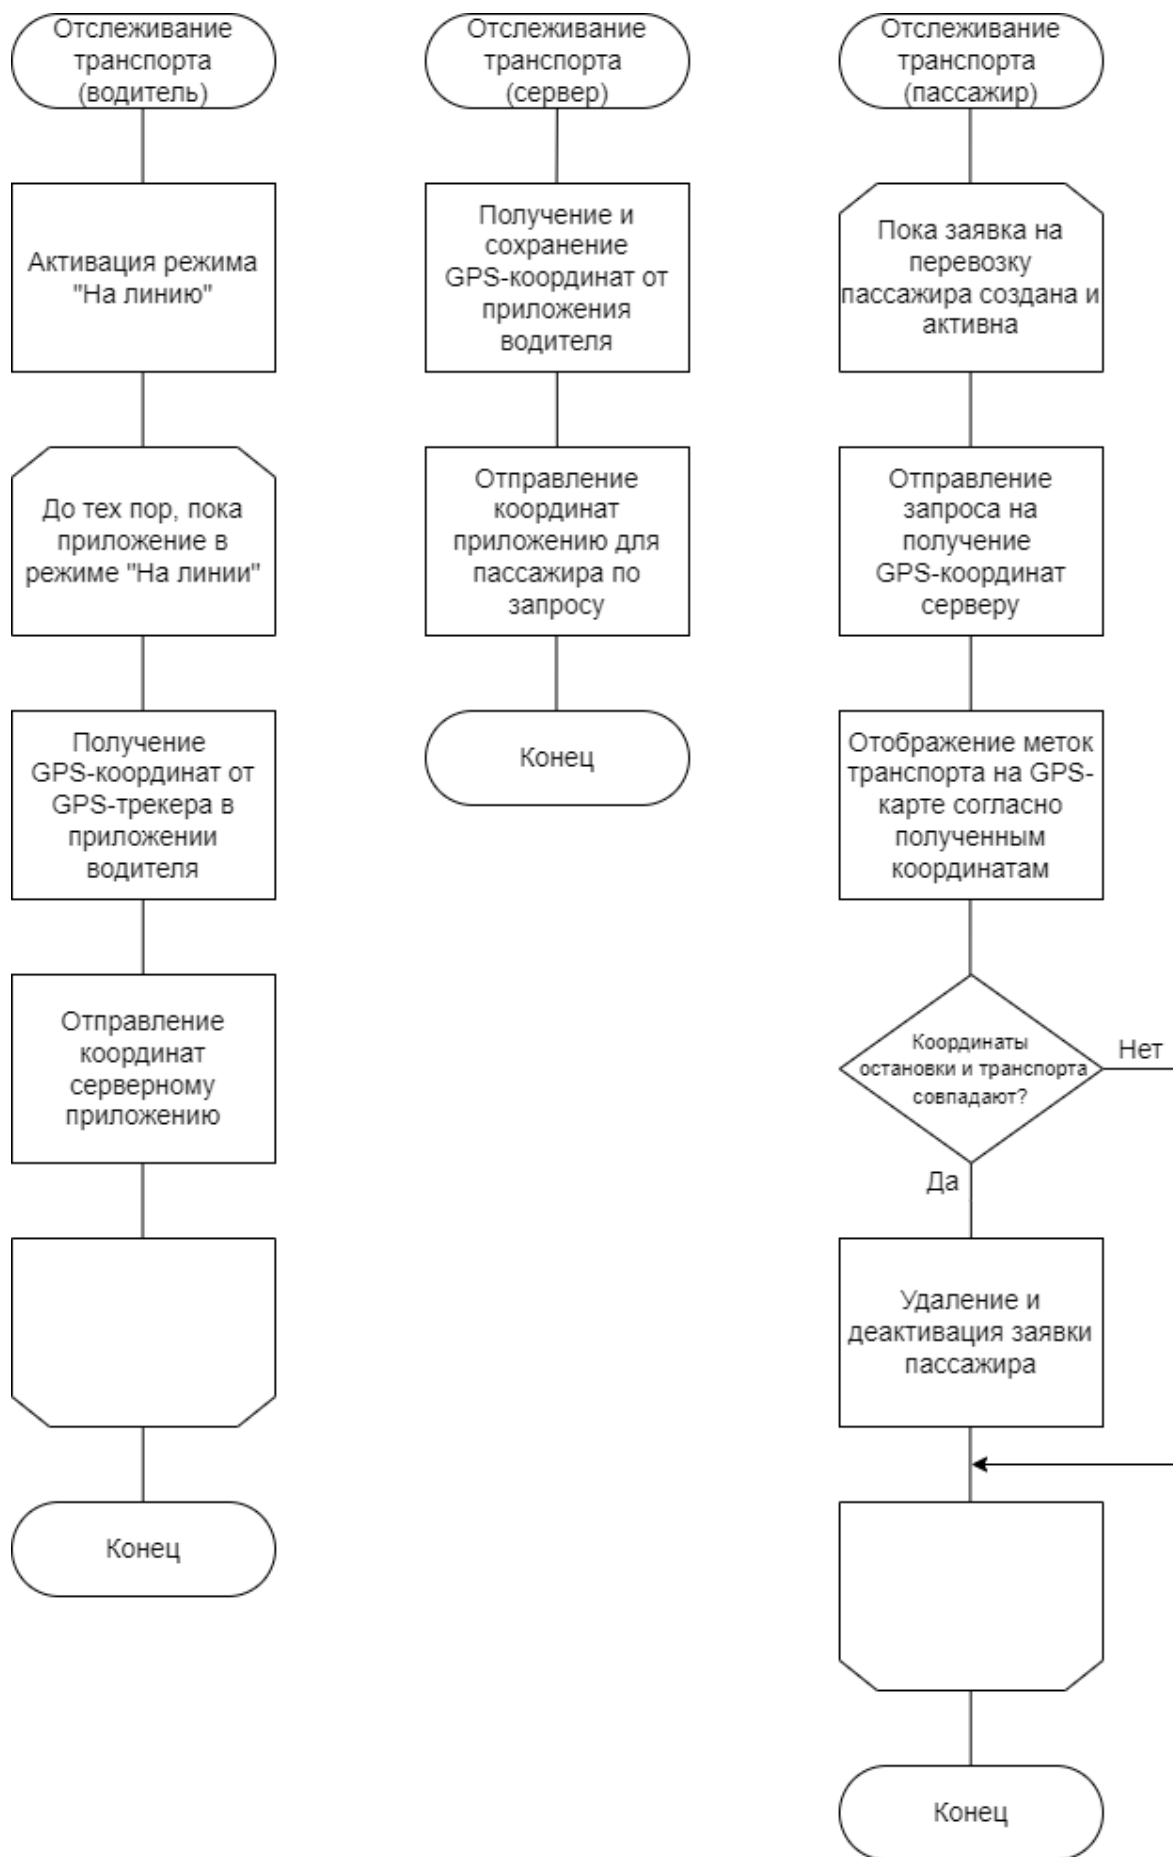 Отслеживание
транспорта
(водитель)
Активация режима
"На линию"
До тех пор, пока
приложение в
режиме "На линии"
Получение
GPS-координат от
GPS-трекера в
приложении
водителя
Отправление
координат
серверному
приложению
Конец
Отслеживание
транспорта
(сервер)
Получение и
сохранение
GPS-координат от
приложения
водителя
Отправление
координат
приложению для
пассажира по
запросу
Конец
Отслеживание
транспорта
(пассажир)
Пока заявка на
перевозку
пассажира создана и
активна
Отправление
запроса на
получение
GPS-координат
серверу
Отображение меток
транспорта на GPS-
карте согласно
полученным
координатам
Координаты
остановки и транспорта
совпадают?
Нет
Да
Удаление и
деактивация заявки
пассажира
Конец